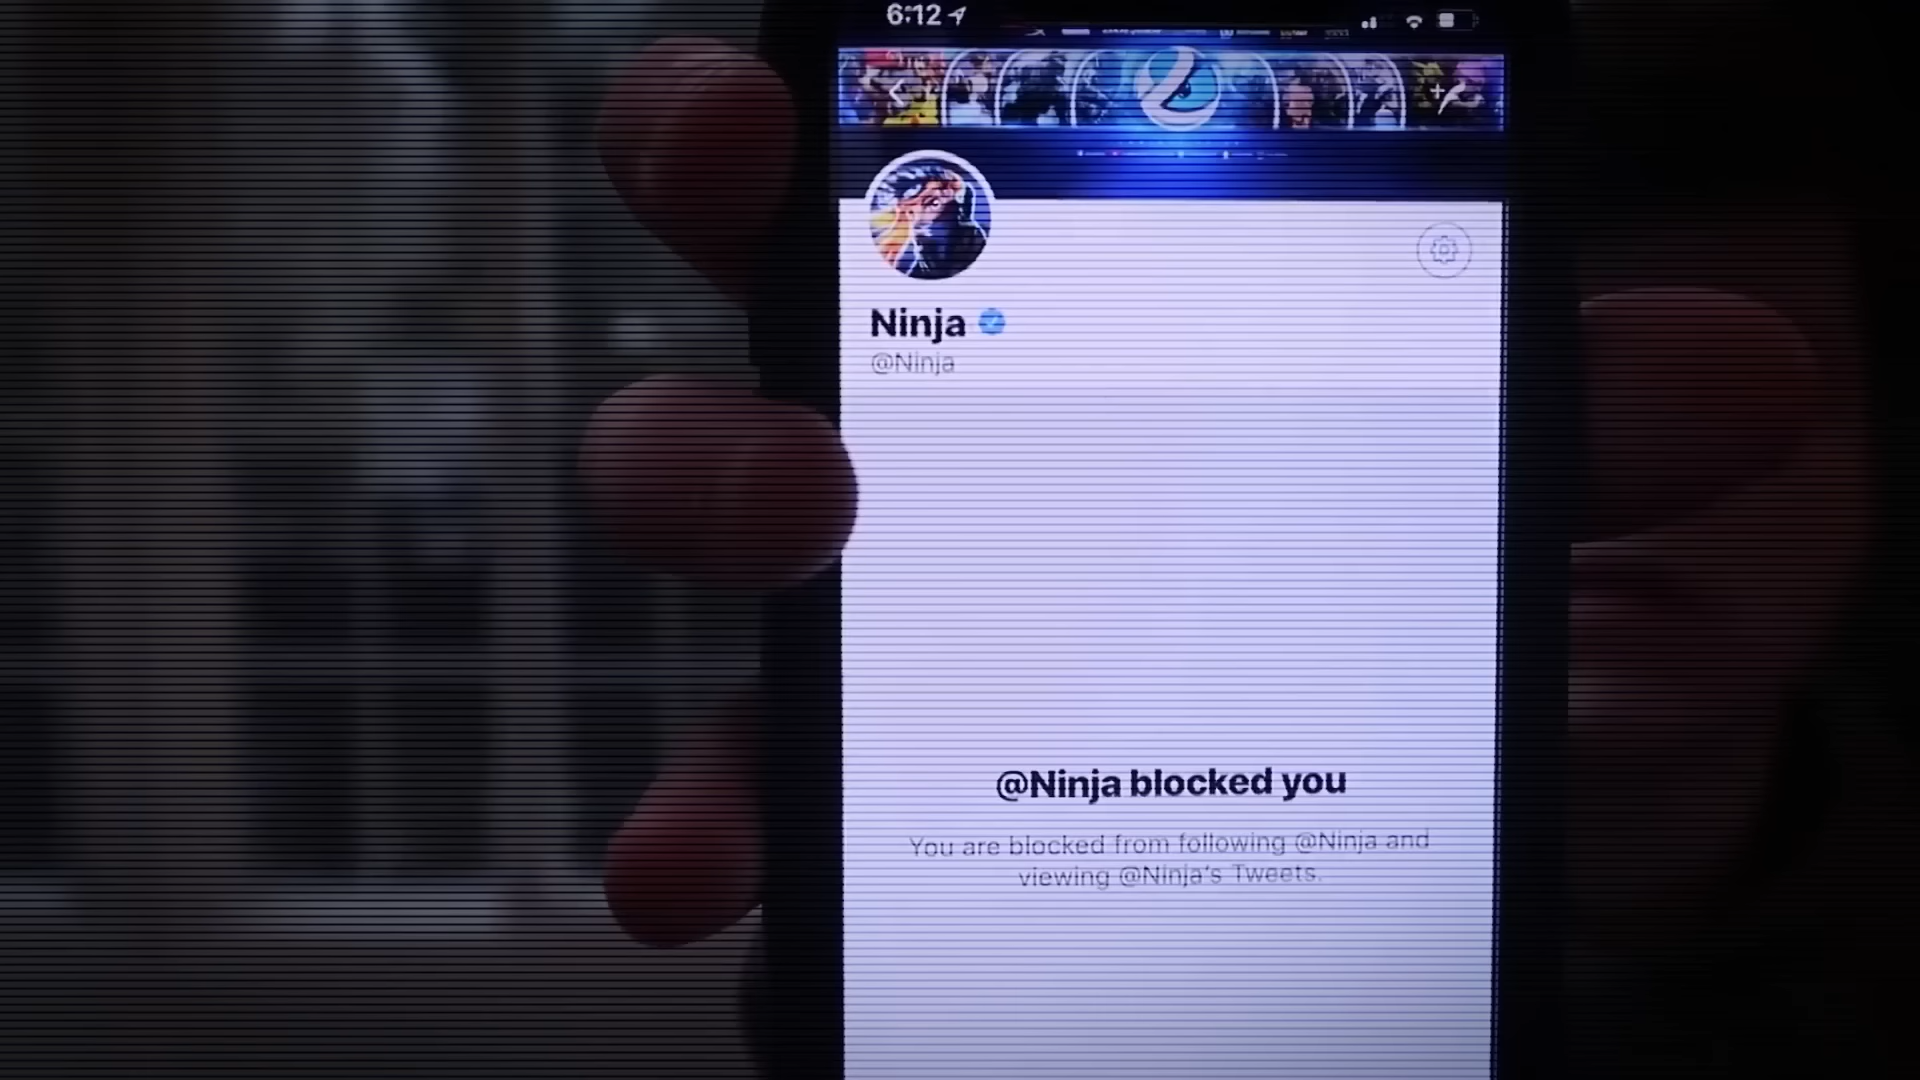 6:12
Ninja
@Ninja
@Ninja blocked you
You are blocked from following @Ninja and
viewing @Ninja's Tweets.